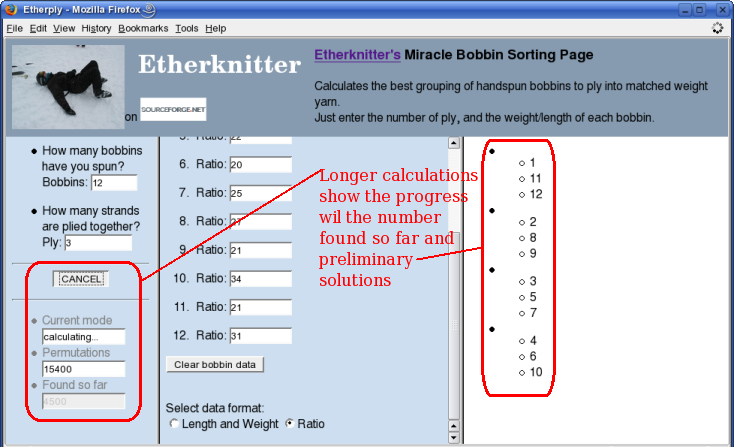 Etherply - Mozilla Firefox
File Edit View History Bookmarks Tools Help
Etherknitter
on SOURCEFORGE.NET
Etherknitter's Miracle Bobbin Sorting Page
Calculates the best grouping of handspun bobbins to ply into matched weight
yarn.
Just enter the number of ply, and the weight/length of each bobbin.
How many bobbins
have you spun?
Bobbins: 12
How many strands
are plied together?
Ply: 3
CANCEL
Current mode
calculating...
Permutations
15400
Found so far
4500
5. Ratio: 22
6. Ratio: 20
7. Ratio: 25
8. Ratio: 27
9. Ratio: 21
10. Ratio: 34
11. Ratio: 21
12. Ratio: 31
Clear bobbin data
Select data format:
Length and Weight Ratio
Longer calculations
show the progress
wil the number
found so far and
preliminary
solutions
1
11
12
2
8
9
3
5
7
4
6
10